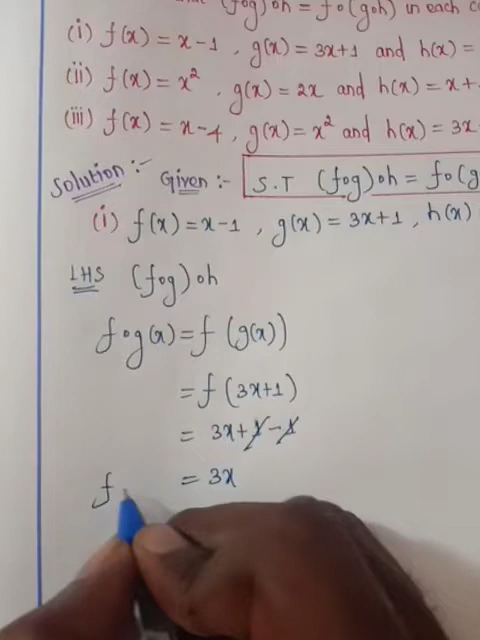 (fog)oh = fo(goh) in each
(i) f(x) = x-1 , g(x) = 3x+1 and h(x) =
(ii) f(x) = x² , g(x) = 2x and h(x) = x+
(iii) f(x) = x-4, g(x) = x² and h(x) = 3x
Solution:- Given:- S.T (fog)oh = fo(g
(i) f(x) = x-1 , g(x) = 3x+1 , h(x)
LHS (fog)oh
fog(x) = f(g(x))
= f(3x+1)
= 3x+1-1
= 3x
f